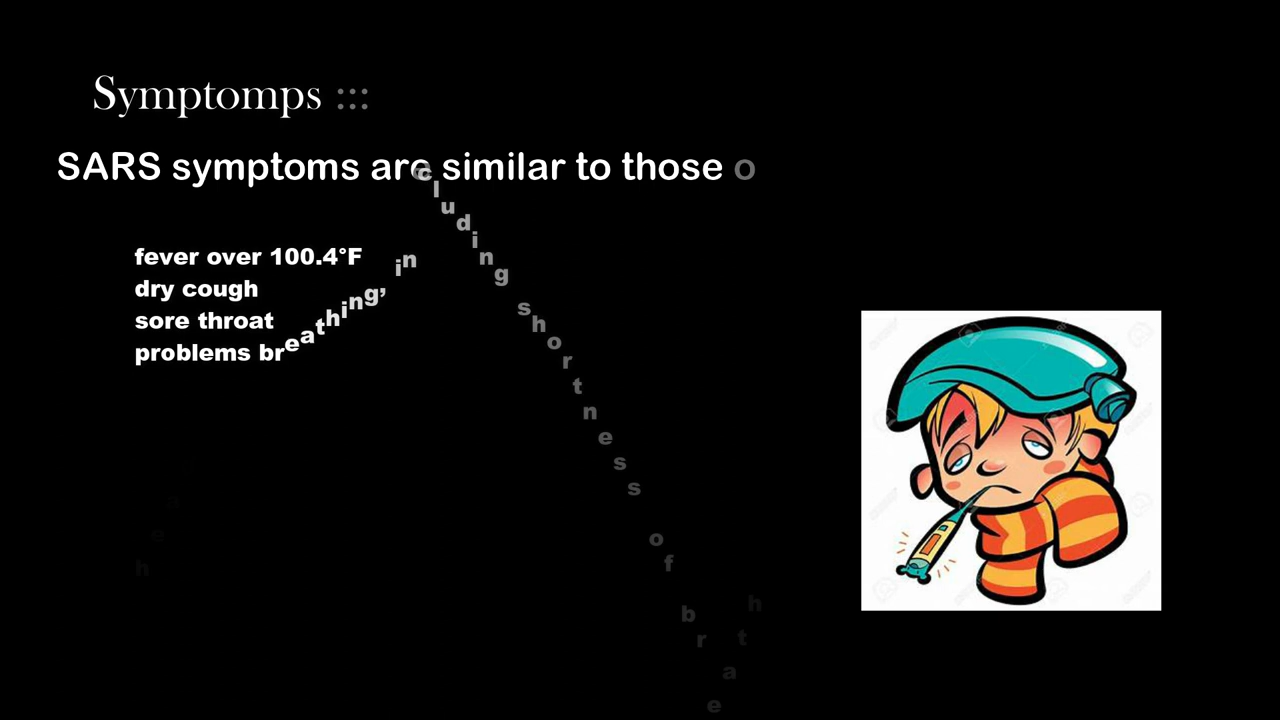 Symptomps :::
SARS symptoms are similar to those o
fever over 100.4°F
dry cough
sore throat
problems breathing, including shortness of breath